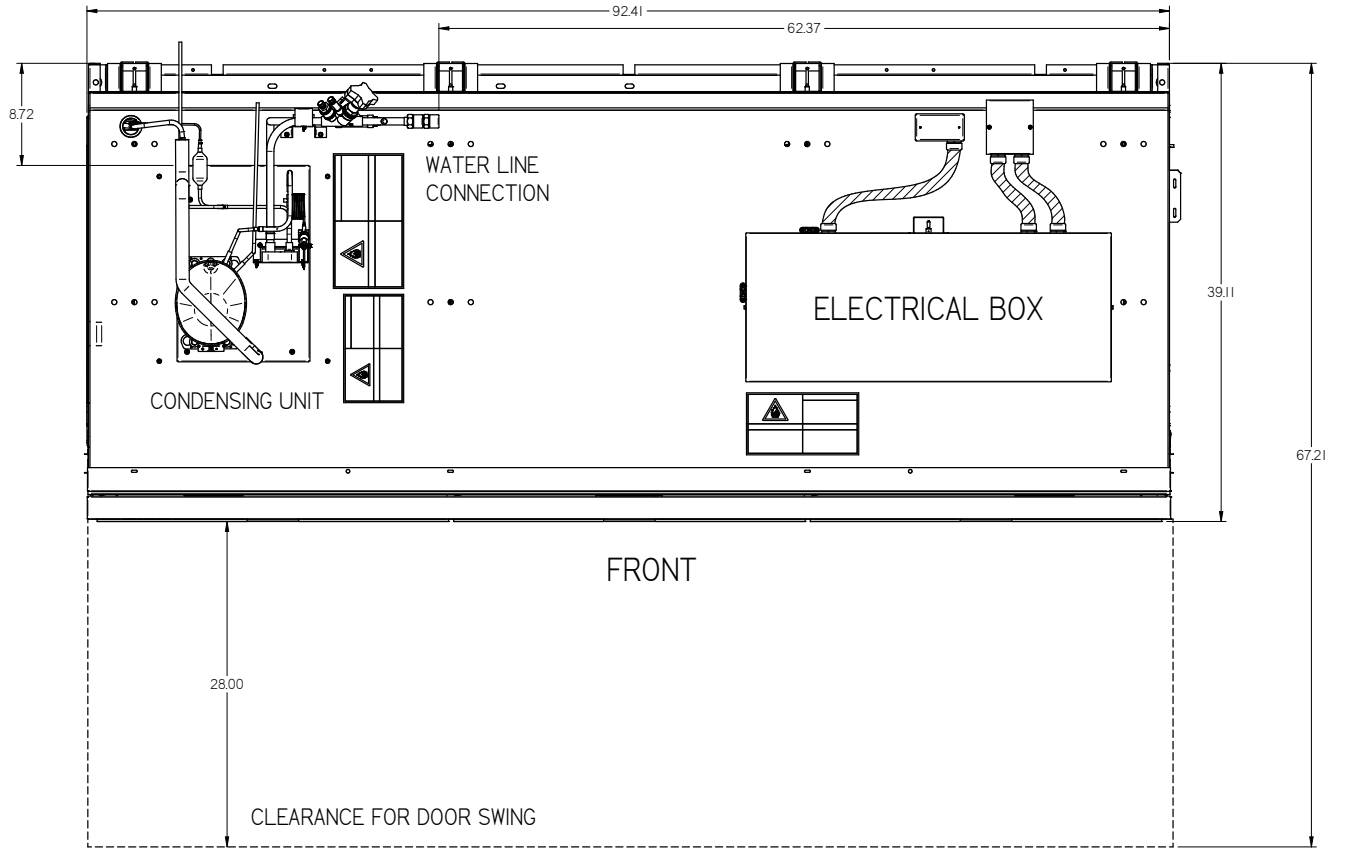 92.41
62.37
8.72
WATER LINE
CONNECTION
ELECTRICAL BOX
39.11
CONDENSING UNIT
67.21
FRONT
28.00
CLEARANCE FOR DOOR SWING